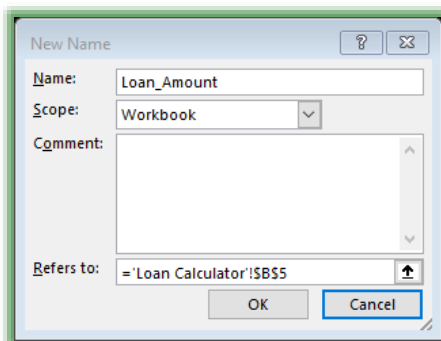 New Name
Name: Loan_Amount
Scope: Workbook
Comment:
Refers to: ='Loan Calculator'!$B$5
OK Cancel